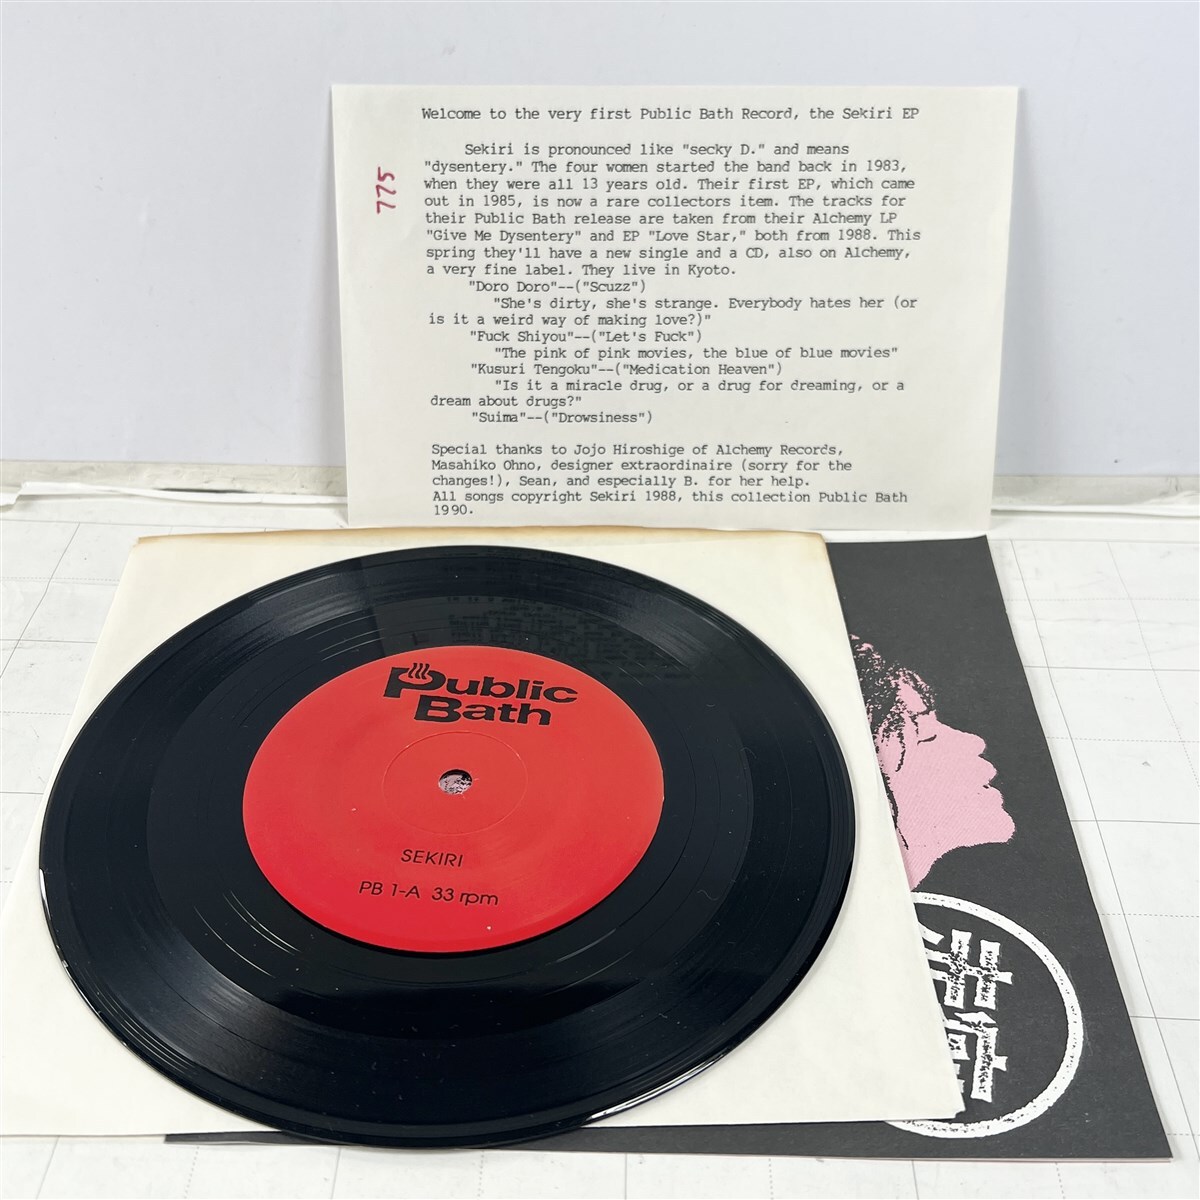 Welcome to the very first Public Bath Record, the Sekiri EP
Sekiri is pronounced like "secky D." and means
"dysentery." The four women started the band back in 1983,
when they were all 13 years old. Their first EP, which came
out in 1985, is now a rare collectors item. The tracks for
their Public Bath release are taken from their Alchemy LP
"Give Me Dysentery" and EP "Love Star," both from 1988. This
spring they'll have a new single and a CD, also on Alchemy,
a very fine label. They live in Kyoto.
"Doro Doro"--("Scuzz")
"She's dirty, she's strange. Everybody hates her (or
is it a weird way of making love?)"
"Fuck Shiyou"--("Let's Fuck")
"The pink of pink movies, the blue of blue movies"
"Kusuri Tengoku"--("Medication Heaven")
"Is it a miracle drug, or a drug for dreaming, or a
dream about drugs?"
"Suima"--("Drowsiness")
Special thanks to Jojo Hiroshige of Alchemy Records,
Masahiko Ohno, designer extraordinaire (sorry for the
changes!), Sean, and especially B. for her help.
All songs copyright Sekiri 1988, this collection Public Bath
1990.
775
Public
Bath
SEKIRI
PB 1-A 33 rpm